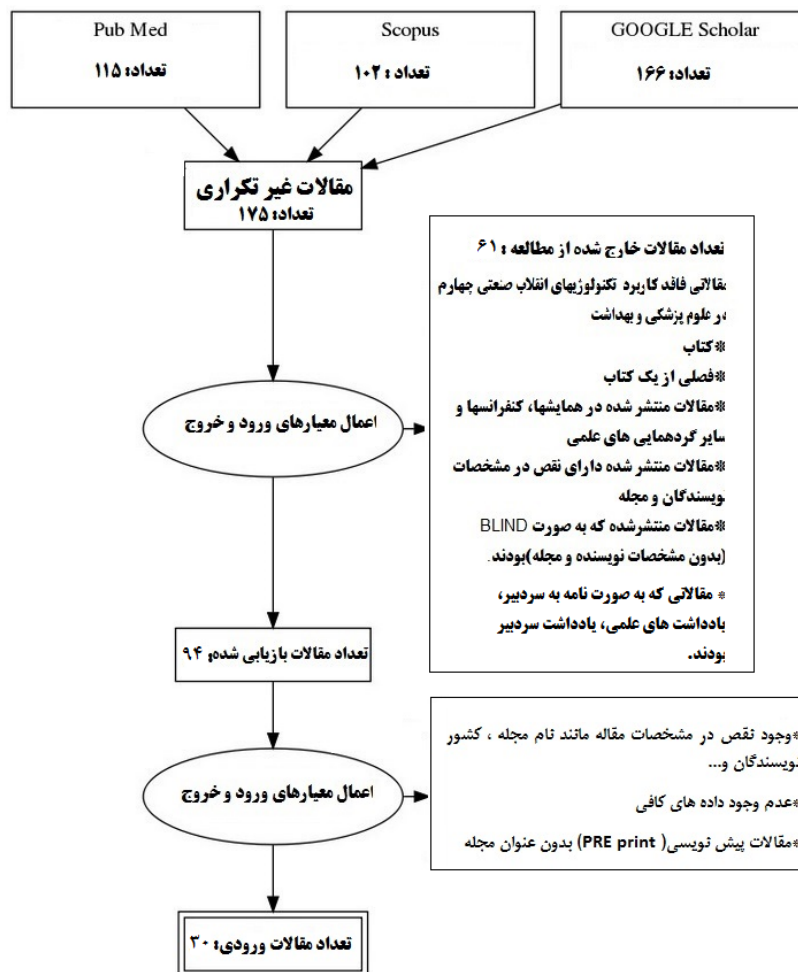 Pub Med
تعداد: ۱۱۵
Scopus
تعداد : ۱۰۲
GOOGLE Scholar
تعداد: ۱۶۶
مقالات غیر تکراری
تعداد: ۱۷۵
تعداد مقالات خارج شده از مطالعه : ۶۱
مقالاتی فاقد کاربرد تکنولوژیهای انقلاب صنعتی چهارم
در علوم پزشکی و بهداشت
*کتاب
*فصلی از یک کتاب
*مقالات منتشر شده در همایشها، کنفرانسها و
سایر گردهمایی های علمی
*مقالات منتشر شده دارای نقص در مشخصات
نویسندگان و مجله
*مقالات منتشرشده که به صورت BLIND
(بدون مشخصات نویسنده و مجله)بودند.
* مقالاتی که به صورت نامه به سردبیر،
یادداشت های علمی، یادداشت سردبیر
بودند.
اعمال معیارهای ورود و خروج
تعداد مقالات بازیابی شده: ۹۴
*وجود نقص در مشخصات مقاله مانند نام مجله ، کشور
نویسندگان و...
*عدم وجود داده های کافی
*مقالات پیش نویسی( PRE print) بدون عنوان مجله
اعمال معیارهای ورود و خروج
تعداد مقالات ورودی: ۳۰